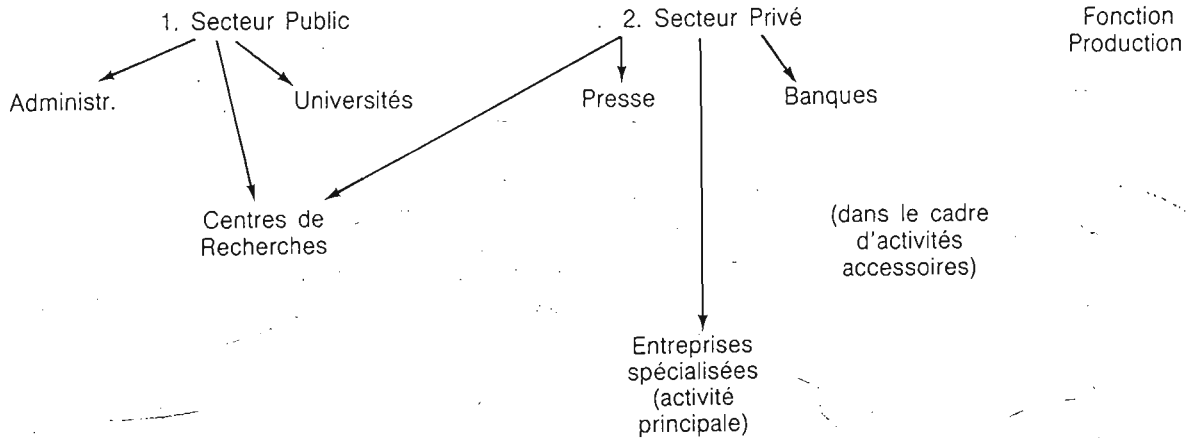 1. Secteur Public
. 2. Secteur Privé
Fonction
Production
Administr.
Universités
Presse
Banques
Centres de
Recherches
(dans le cadre
d'activités
accessoires)
Entreprises
spécialisées
(activité
principale)